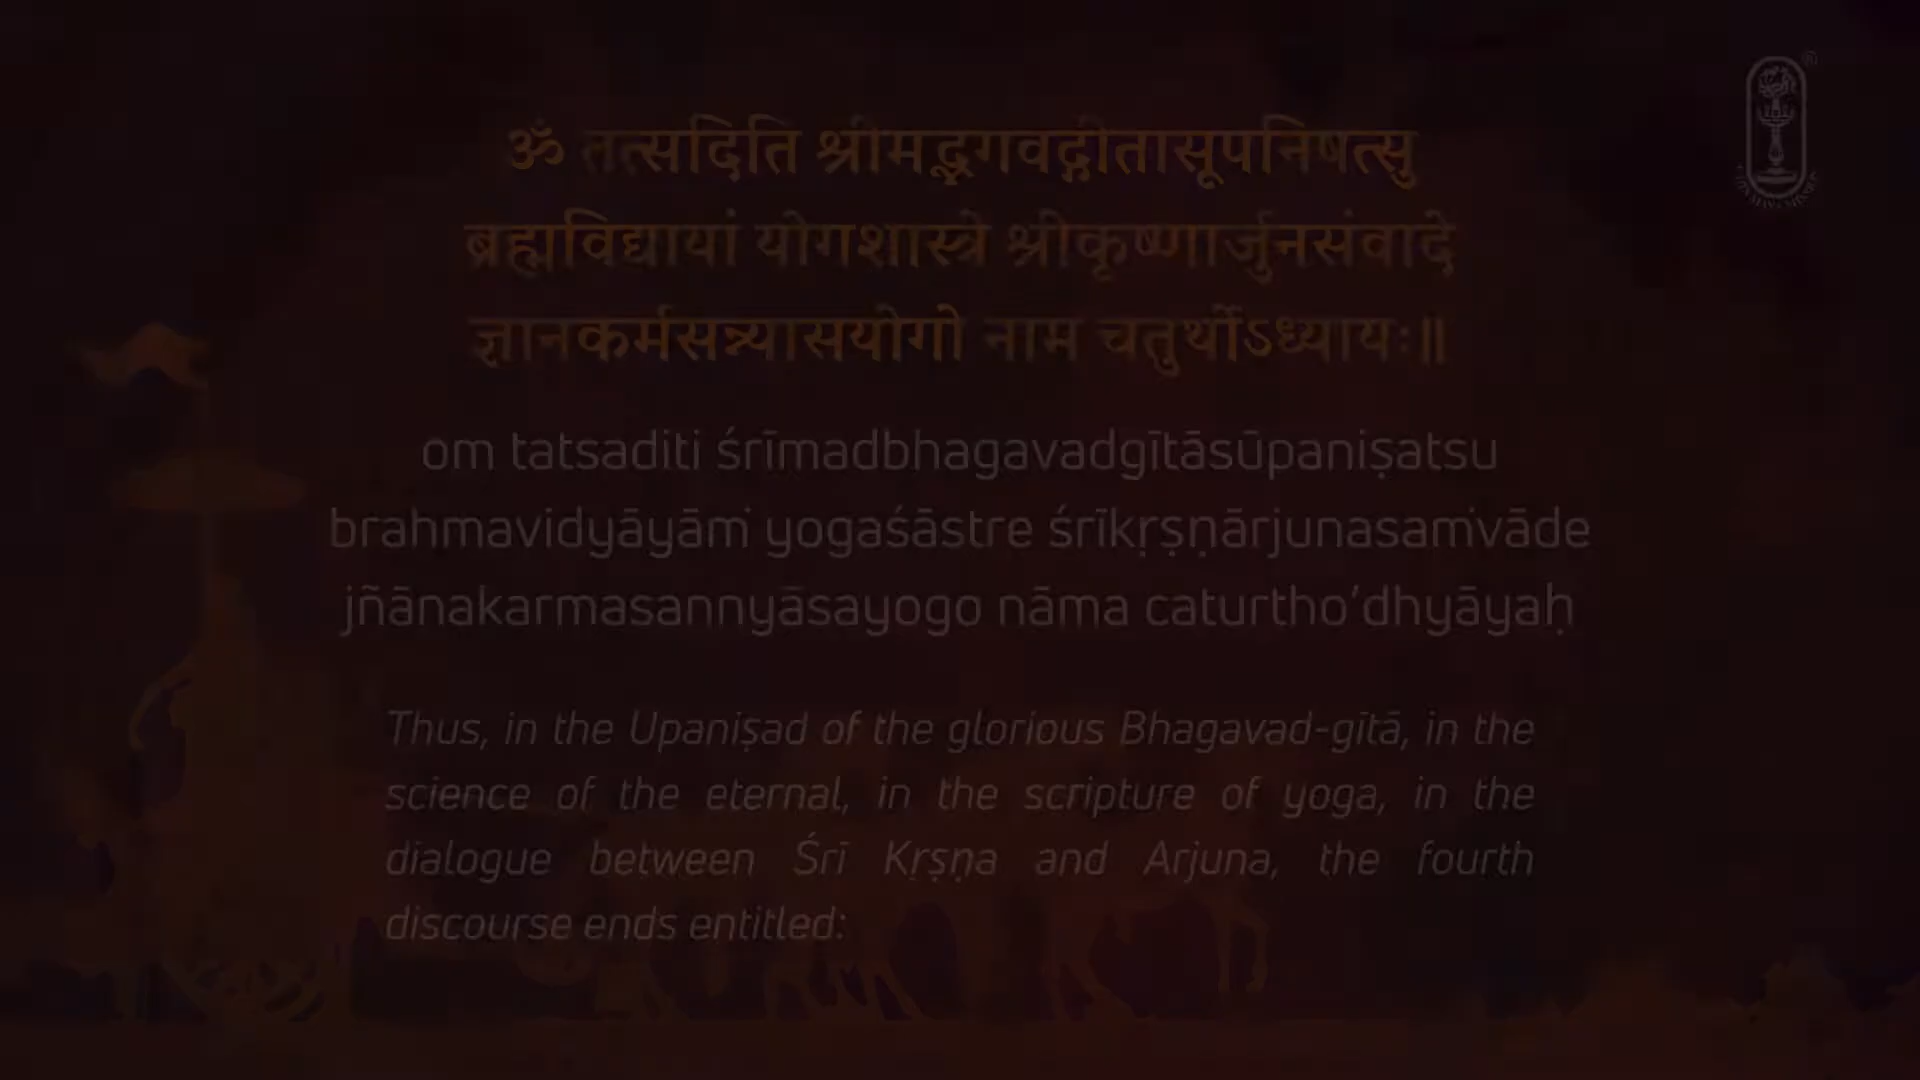 ॐ तत्सदिति श्रीमद्भगवद्गीतासूपनिषत्सु
ब्रह्मविद्यायां योगशास्त्रे श्रीकृष्णार्जुनसंवादे
ज्ञानकर्मसन्न्यासयोगो नाम चतुर्थोऽध्यायः॥
om tatsaditi śrīmadbhagavadgītāsūpaniṣatsu
brahmavidyāyāṁ yogaśāstre śrīkṛṣṇārjunasaṁvāde
jñānakarmasannyāsayogo nāma caturtho’dhyāyaḥ
Thus, in the Upaniṣad of the glorious Bhagavad-gītā, in the
science of the eternal, in the scripture of yoga, in the
dialogue between Śrī Kṛṣṇa and Arjuna, the fourth
discourse ends entitled: